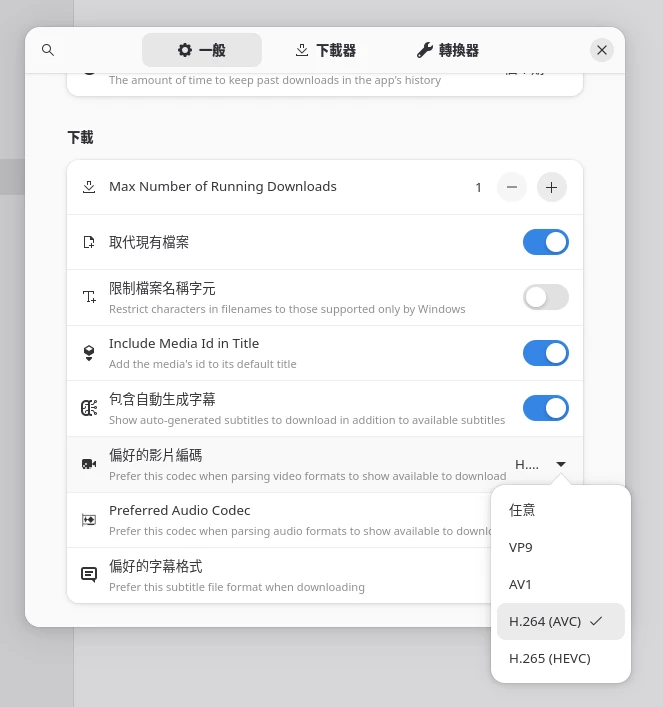 一般
下載器
轉換器
The amount of time to keep past downloads in the app's history
下載
Max Number of Running Downloads
1
取代現有檔案
限制檔案名稱字元
Restrict characters in filenames to those supported only by Windows
Include Media Id in Title
Add the media's id to its default title
包含自動生成字幕
Show auto-generated subtitles to download in addition to available subtitles
偏好的影片編碼
Prefer this codec when parsing video formats to show available to download
H....
Preferred Audio Codec
Prefer this codec when parsing audio formats to show available to
偏好的字幕格式
Prefer this subtitle file format when downloading
任意
VP9
AV1
H.264 (AVC)
H.265 (HEVC)